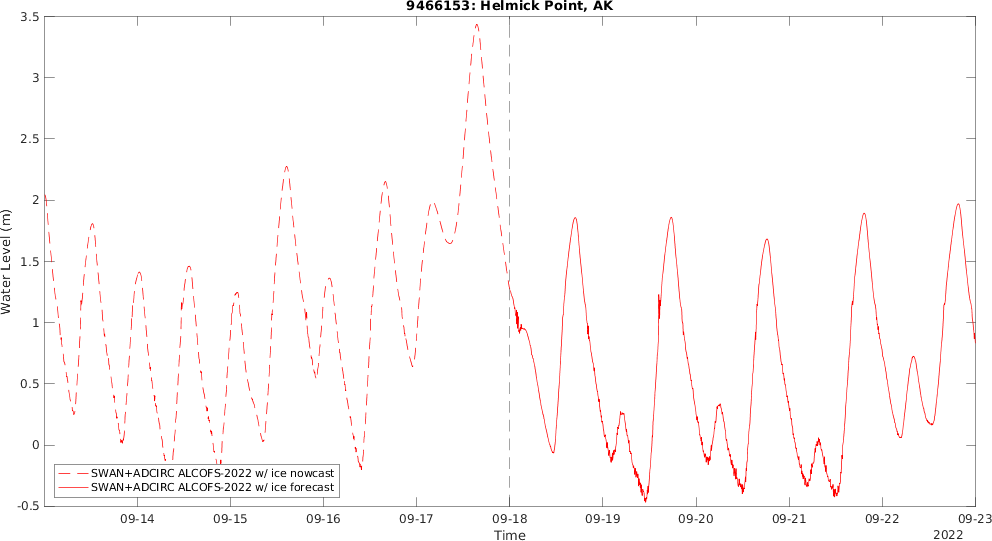 9466153: Helmick Point, AK
3.5
3
2.5
2
1.5
1
0.5
0
-0.5
Water Level (m)
SWAN+ADCIRC ALCOFS-2022 w/ ice nowcast
SWAN+ADCIRC ALCOFS-2022 w/ ice forecast
09-14 09-15 09-16 09-17 09-18 09-19 09-20 09-21 09-22 09-23
Time
2022